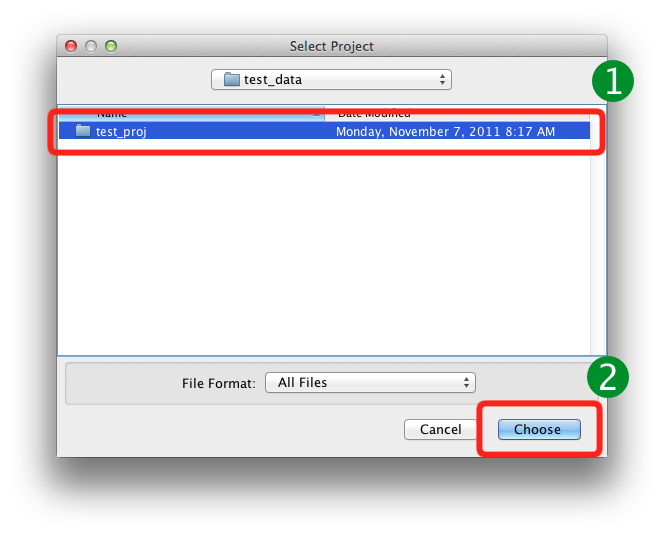 Select Project
test_data
1
Name Date Modified
test_proj Monday, November 7, 2011 8:17 AM
File Format: All Files
2
Cancel Choose